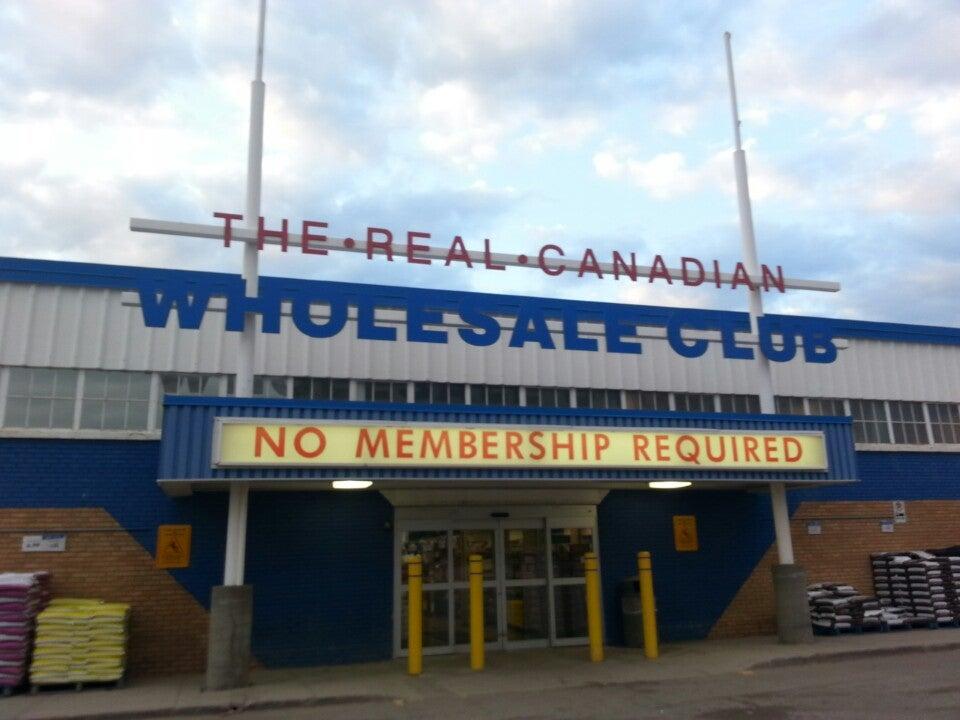 THE·REAL·CANADIAN
WHOLESALE CLUB
NO MEMBERSHIP REQUIRED